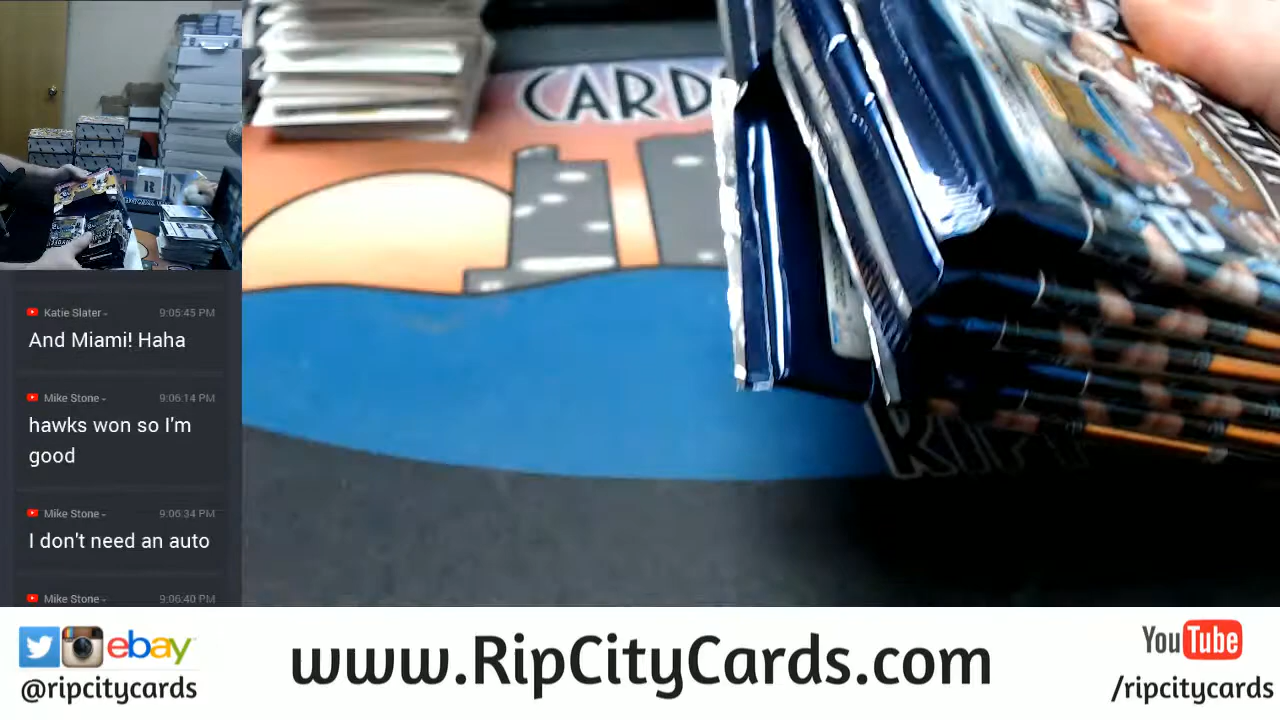 CARD
R
RIPP
Katie Slater- 9:05:45 PM
And Miami! Haha
Mike Stone- 9:06:14 PM
hawks won so I'm
good
Mike Stone- 9:06:34 PM
I don't need an auto
Mike Stone- 9:06:40 PM
ebay
@ripcitycards
www.RipCityCards.com
YouTube
/ripcitycards